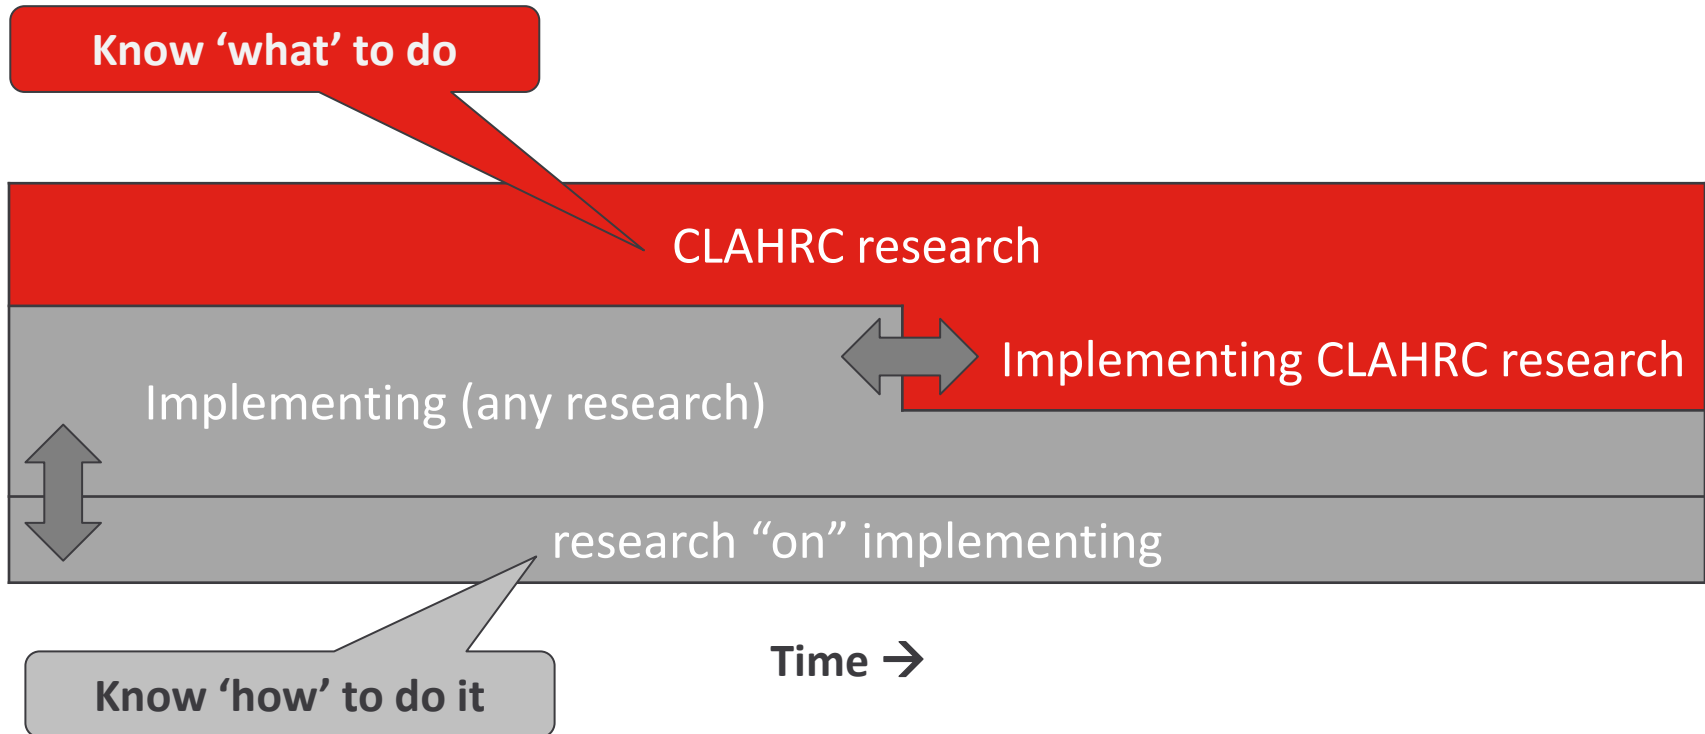 Know ‘what’ to do
CLAHRC research
Implementing CLAHRC research
Implementing (any research)
research “on” implementing
Time →
Know ‘how’ to do it